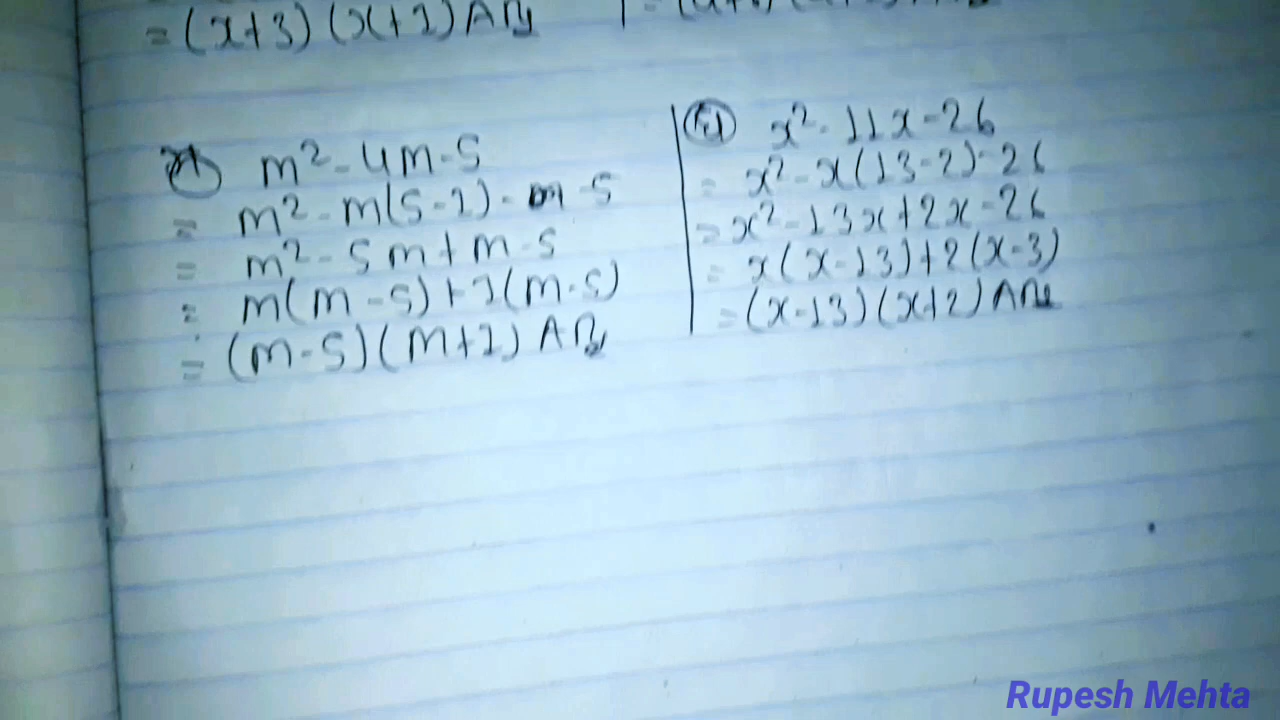 = (x+3) (x+1) Ans
m² - 4m - 5
= m² - m(5-1) - m - 5
= m² - 5m + m - 5
= m(m - 5) + 1(m - 5)
= (m - 5) (m + 1) Ans
x² - 11x - 26
= x² - x(13-2) - 26
= x² - 13x + 2x - 26
= x(x - 13) + 2(x - 3)
= (x - 13) (x + 2) Ans
Rupesh Mehta